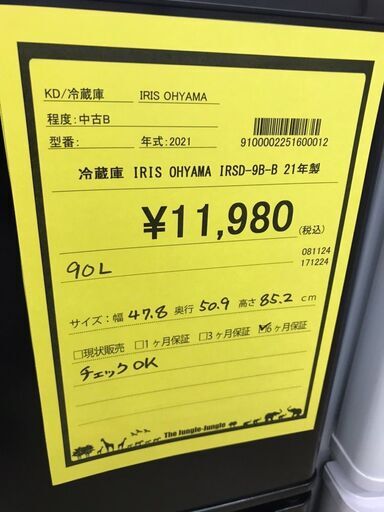 KD/冷蔵庫 IRIS OHYAMA
程度:中古B
型番: 年式:2021
9100002251600012
冷蔵庫 IRIS OHYAMA IRSD-9B-B 21年製
¥11,980(税込)
081124
171224
90L
サイズ:幅 47.8 奥行 50.9 高さ 85.2 cm
□現状販売 □1ヶ月保証 □3ヶ月保証 ☑6ヶ月保証
チェックOK
The Jungle-Jungle